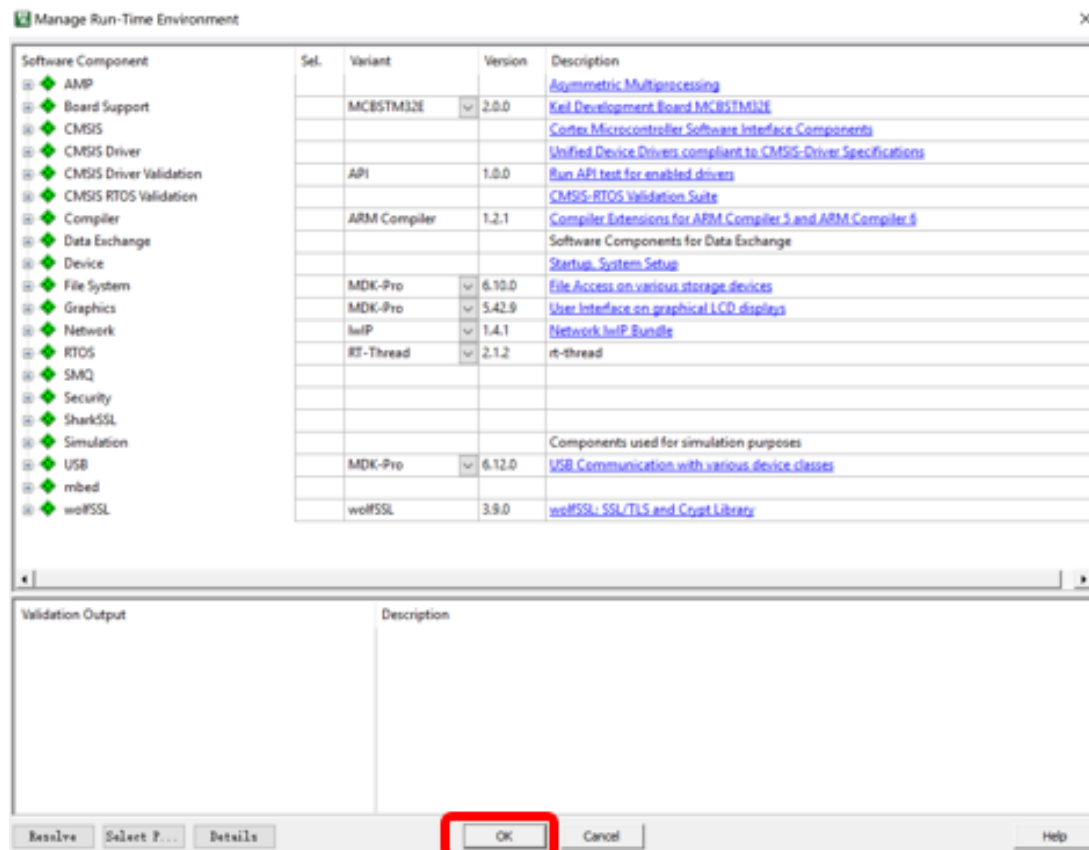 Manage Run-Time Environment
Software Component Sel. Variant Version Description
AMP Asymmetric Multiprocessing
Board Support MCBSTM32E 2.0.0 Keil Development Board MCBSTM32E
CMSIS Cortex Microcontroller Software Interface Components
CMSIS Driver Unified Device Drivers compliant to CMSIS-Driver Specifications
CMSIS Driver Validation API 1.0.0 Run API test for enabled drivers
CMSIS RTOS Validation CMSIS-RTOS Validation Suite
Compiler ARM Compiler 1.2.1 Compiler Extensions for ARM Compiler 5 and ARM Compiler 6
Data Exchange Software Components for Data Exchange
Device Startup, System Setup
File System MDK-Pro 6.10.0 File Access on various storage devices
Graphics MDK-Pro 5.42.9 User Interface on graphical LCD displays
Network lwIP 1.4.1 Network lwIP Bundle
RTOS RT-Thread 2.1.2 rt-thread
SMQ
Security
SharkSSL
Simulation Components used for simulation purposes
USB MDK-Pro 6.12.0 USB Communication with various device classes
mbed
wolfSSL wolfSSL 3.9.0 wolfSSL: SSL/TLS and Crypt Library
Validation Output Description
Resolve Select P... Details OK Cancel Help